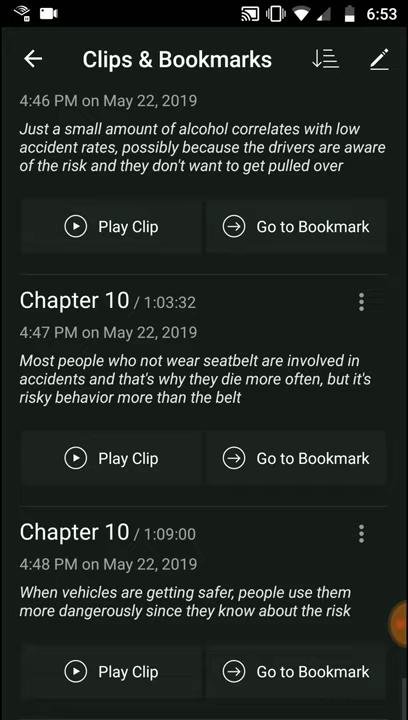 6:53
Clips & Bookmarks
4:46 PM on May 22, 2019
Just a small amount of alcohol correlates with low
accident rates, possibly because the drivers are aware
of the risk and they don't want to get pulled over
Play Clip
Go to Bookmark
Chapter 10 / 1:03:32
4:47 PM on May 22, 2019
Most people who not wear seatbelt are involved in
accidents and that's why they die more often, but it's
risky behavior more than the belt
Play Clip
Go to Bookmark
Chapter 10 / 1:09:00
4:48 PM on May 22, 2019
When vehicles are getting safer, people use them
more dangerously since they know about the risk
Play Clip
Go to Bookmark